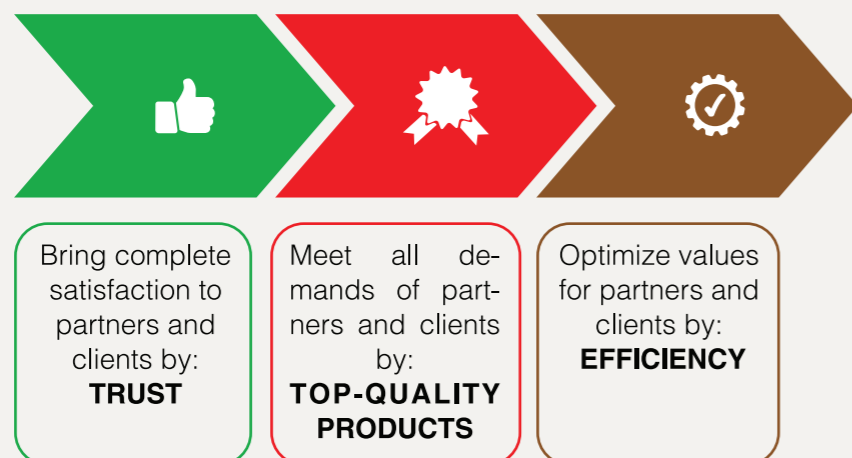 Bring complete
satisfaction to
partners and
clients by:
TRUST
Meet all de-
mands of part-
ners and clients
by:
TOP-QUALITY
PRODUCTS
Optimize values
for partners and
clients by:
EFFICIENCY